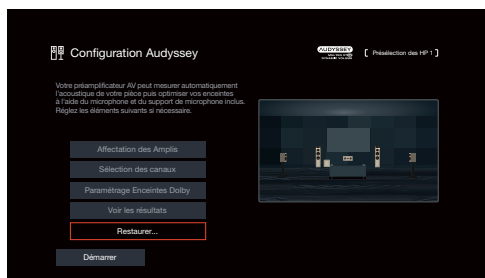 Configuration Audyssey
AUDYSSEY
[ Présélection des HP 1 ]
Votre préamplificateur AV peut mesurer automatiquement
l'acoustique de votre pièce puis optimiser vos enceintes
à l'aide du microphone et du support de microphone inclus.
Réglez les éléments suivants si nécessaire.
Affectation des Amplis
Sélection des canaux
Paramétrage Enceintes Dolby
Voir les résultats
Restaurer...
Démarrer